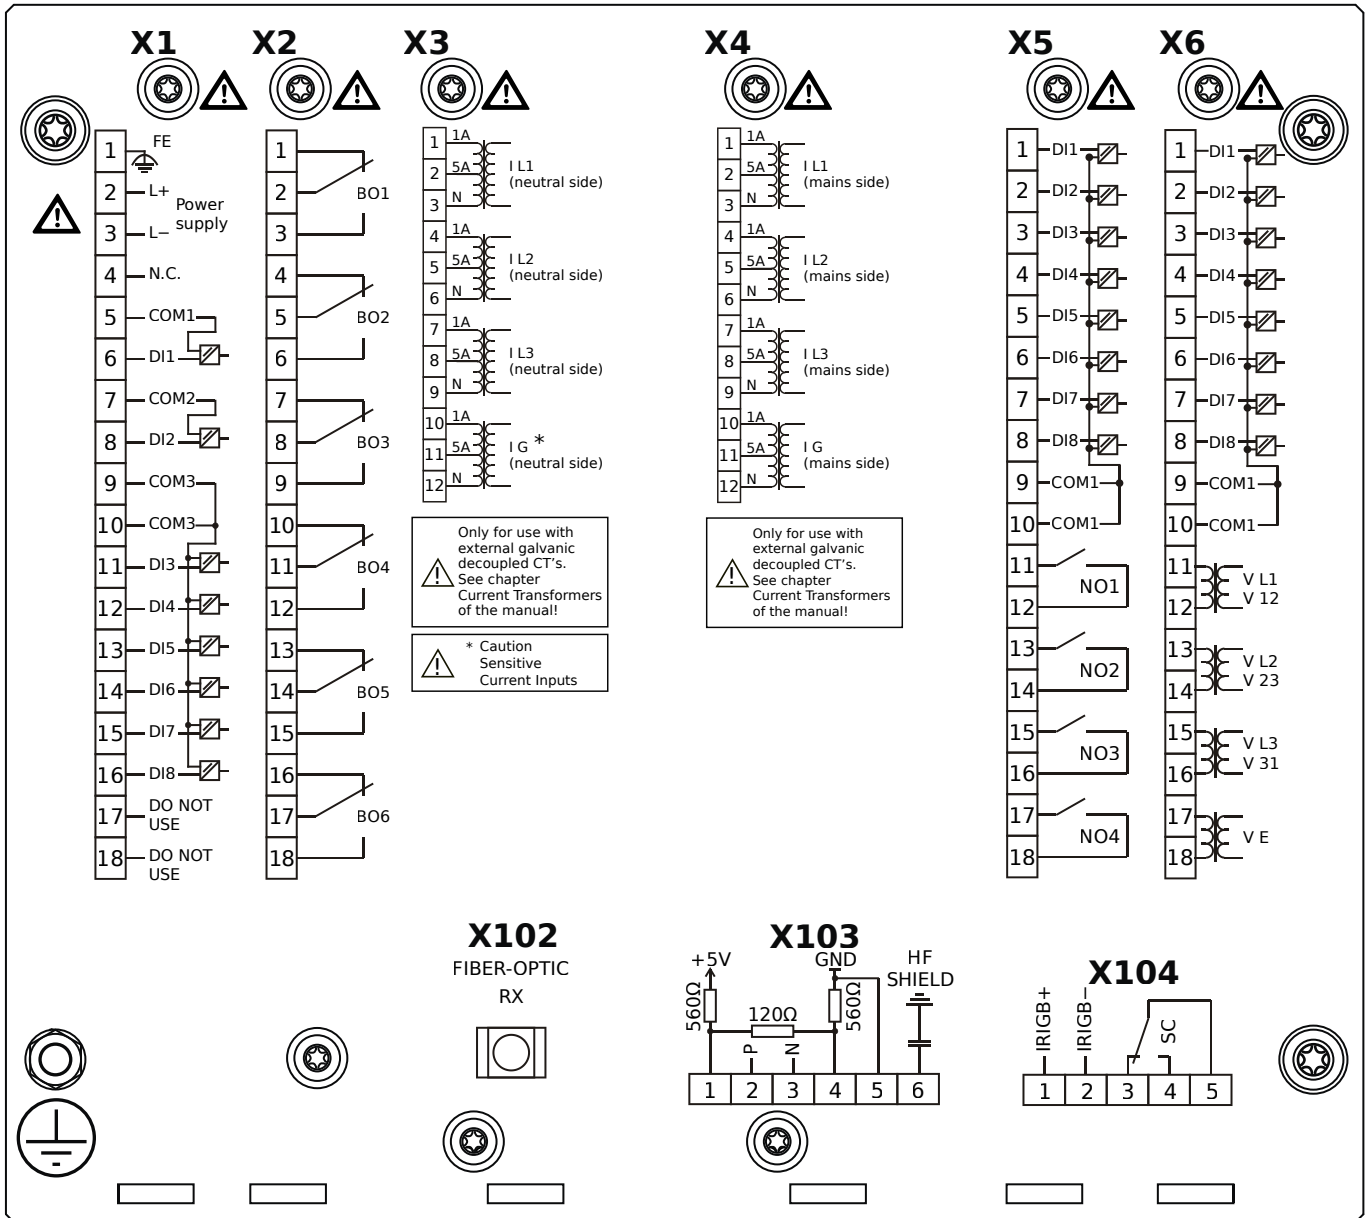 X1
X2
X3
X4
X5
X6
1
FE
2
L+
Power
supply
3
L−
4
N.C.
5
COM1
6
DI1
7
COM2
8
DI2
9
COM3
10
COM3
11
DI3
12
DI4
13
DI5
14
DI6
15
DI7
16
DI8
17
DO NOT
USE
18
DO NOT
USE
1
2
BO1
3
4
5
BO2
6
7
8
BO3
9
10
11
BO4
12
13
14
BO5
15
16
17
BO6
18
1 1A
2 5A
3 N
I L1
(neutral side)
4 1A
5 5A
6 N
I L2
(neutral side)
7 1A
8 5A
9 N
I L3
(neutral side)
10 1A
11 5A
12 N
I G *
(neutral side)
Only for use with
external galvanic
decoupled CT's.
See chapter
Current Transformers
of the manual!
* Caution
Sensitive
Current Inputs
1 1A
2 5A
3 N
I L1
(mains side)
4 1A
5 5A
6 N
I L2
(mains side)
7 1A
8 5A
9 N
I L3
(mains side)
10 1A
11 5A
12 N
I G
(mains side)
Only for use with
external galvanic
decoupled CT's.
See chapter
Current Transformers
of the manual!
1 DI1
2 DI2
3 DI3
4 DI4
5 DI5
6 DI6
7 DI7
8 DI8
9 COM1
10 COM1
11
NO1
12
13
NO2
14
15
NO3
16
17
NO4
18
1 DI1
2 DI2
3 DI3
4 DI4
5 DI5
6 DI6
7 DI7
8 DI8
9 COM1
10 COM1
11
V L1
V 12
12
13
V L2
V 23
14
15
V L3
V 31
16
17
V E
18
X102
FIBER-OPTIC
RX
X103
+5V
GND
HF
SHIELD
560Ω
120Ω
560Ω
P
N
1 2 3 4 5 6
X104
IRIGB+
IRIGB−
SC
1 2 3 4 5